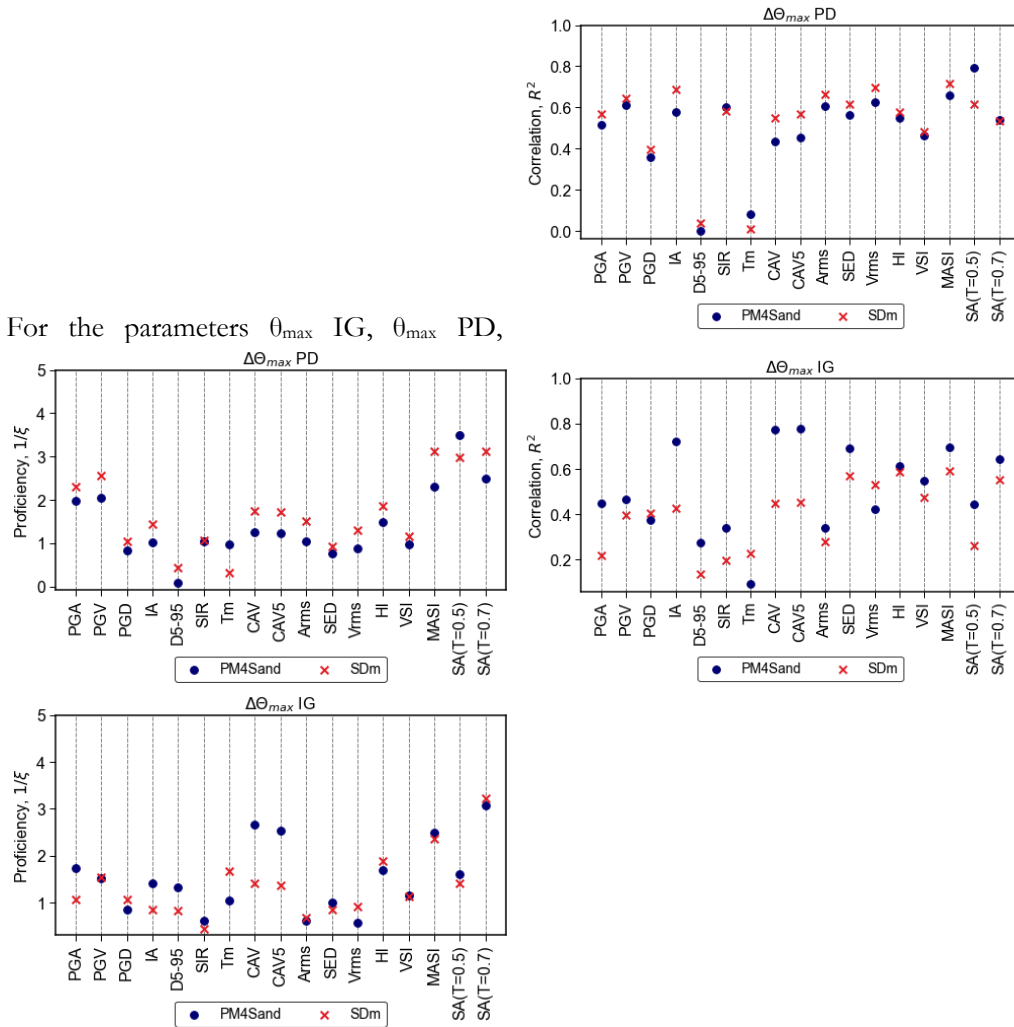 For the parameters θmax IG, θmax PD,
ΔΘmax PD
Proficiency, 1/ξ
5
4
3
2
1
0
PGA
PGV
PGD
IA
D5-95
SIR
Tm
CAV
CAV5
Arms
SED
Vrms
HI
VSI
MASI
SA(T=0.5)
SA(T=0.7)
PM4Sand
SDm
ΔΘmax IG
Proficiency, 1/ξ
5
4
3
2
1
PGA
PGV
PGD
IA
D5-95
SIR
Tm
CAV
CAV5
Arms
SED
Vrms
HI
VSI
MASI
SA(T=0.5)
SA(T=0.7)
PM4Sand
SDm
ΔΘmax PD
Correlation, R²
1.0
0.8
0.6
0.4
0.2
0.0
PGA
PGV
PGD
IA
D5-95
SIR
Tm
CAV
CAV5
Arms
SED
Vrms
HI
VSI
MASI
SA(T=0.5)
SA(T=0.7)
PM4Sand
SDm
ΔΘmax IG
Correlation, R²
1.0
0.8
0.6
0.4
0.2
PGA
PGV
PGD
IA
D5-95
SIR
Tm
CAV
CAV5
Arms
SED
Vrms
HI
VSI
MASI
SA(T=0.5)
SA(T=0.7)
PM4Sand
SDm